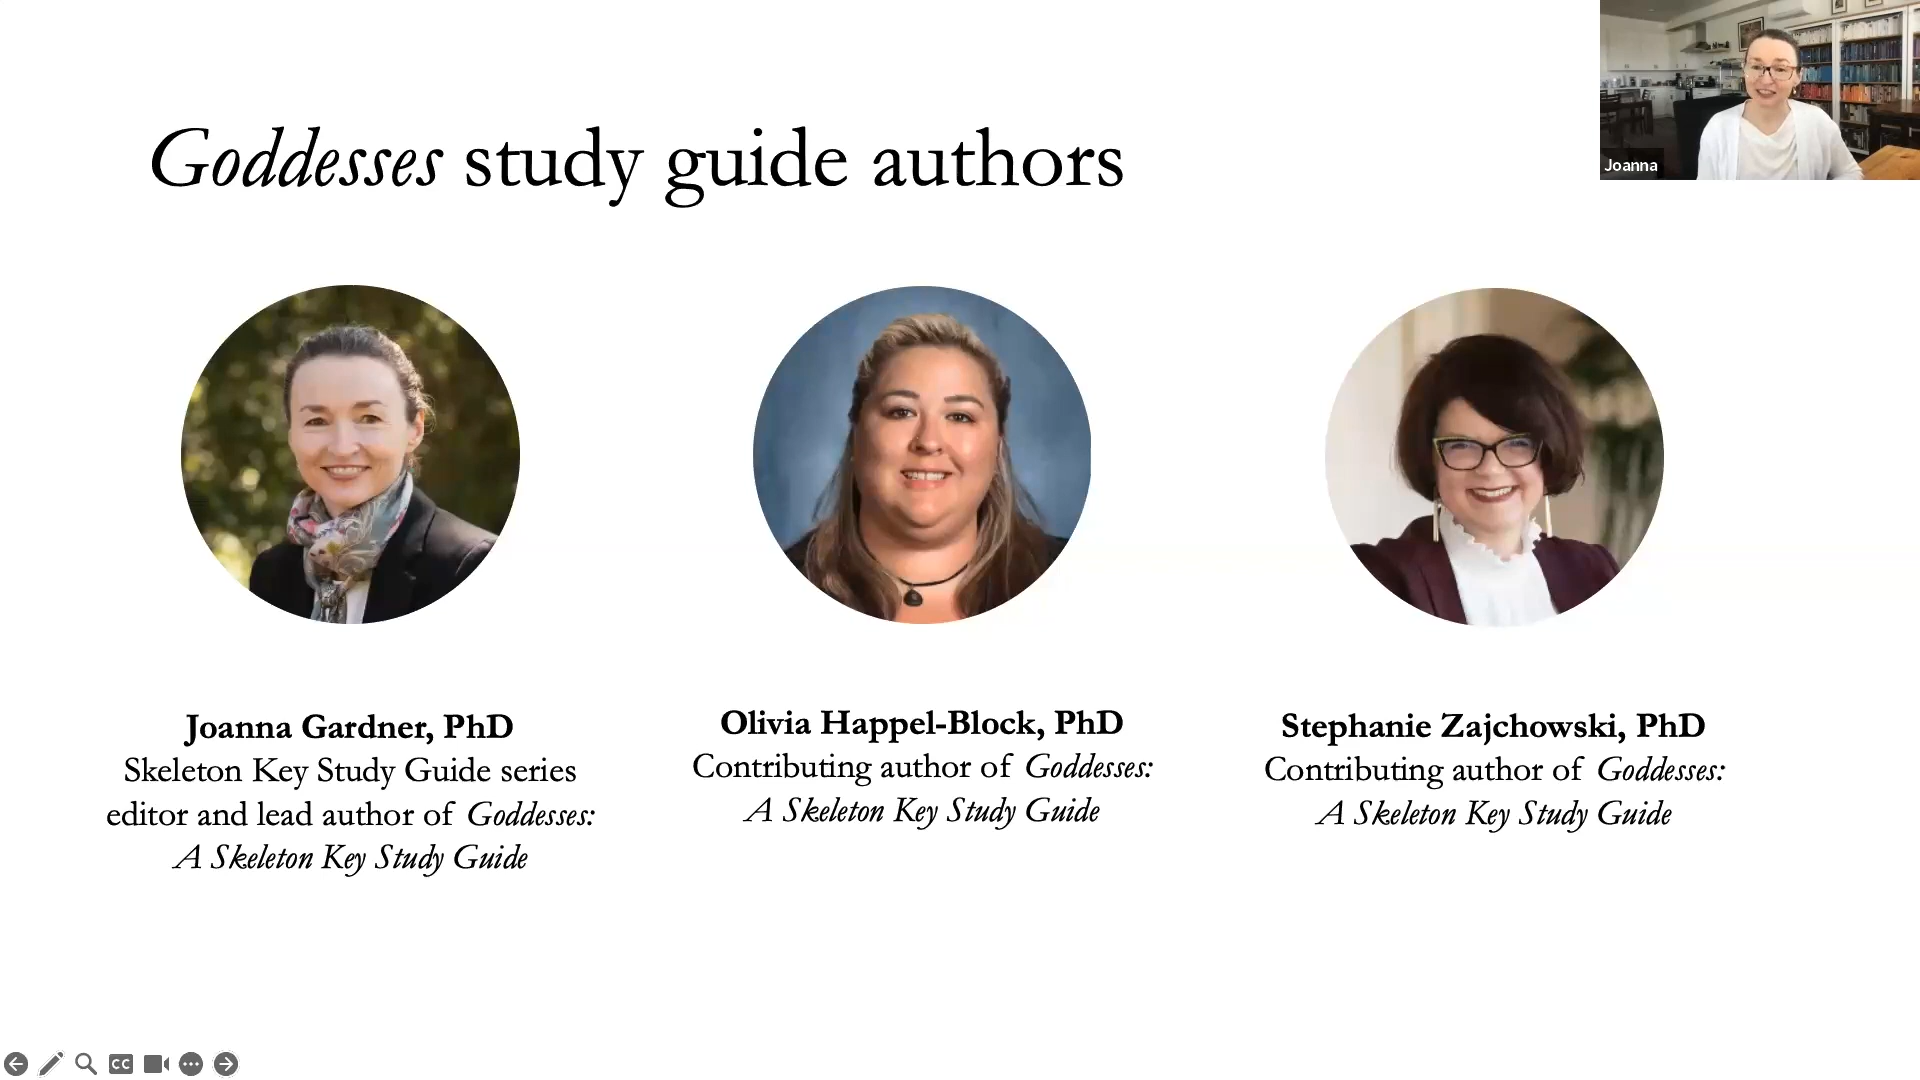 Goddesses study guide authors
Joanna
Joanna Gardner, PhD
Skeleton Key Study Guide series
editor and lead author of Goddesses:
A Skeleton Key Study Guide
Olivia Happel-Block, PhD
Contributing author of Goddesses:
A Skeleton Key Study Guide
Stephanie Zajchowski, PhD
Contributing author of Goddesses:
A Skeleton Key Study Guide
CC